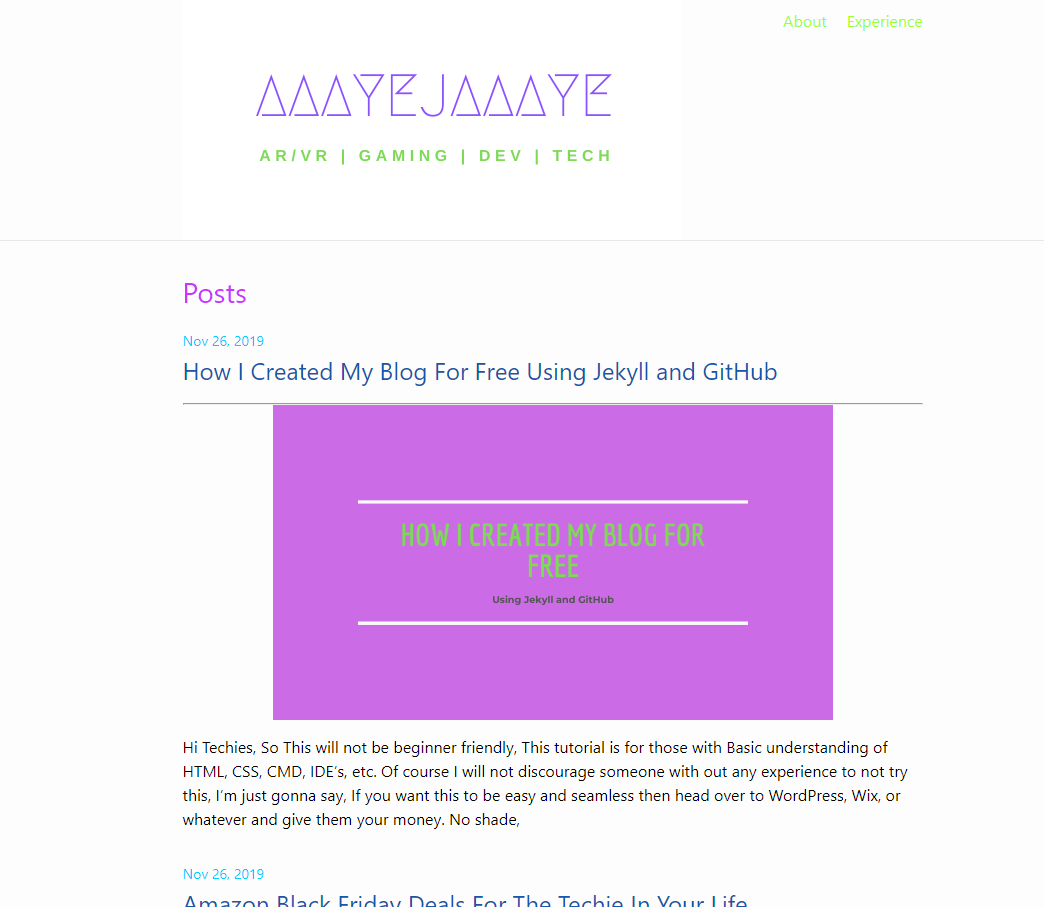 About Experience
AAAYEJAAAYE
AR/VR | GAMING | DEV | TECH
Posts
Nov 26, 2019
How I Created My Blog For Free Using Jekyll and GitHub
HOW I CREATED MY BLOG FOR
FREE
Using Jekyll and GitHub
Hi Techies, So This will not be beginner friendly, This tutorial is for those with Basic understanding of
HTML, CSS, CMD, IDE’s, etc. Of course I will not discourage someone with out any experience to not try
this, I’m just gonna say, If you want this to be easy and seamless then head over to WordPress, Wix, or
whatever and give them your money. No shade,
Nov 26, 2019
Amazon Black Friday Deals For The Techie In Your Life